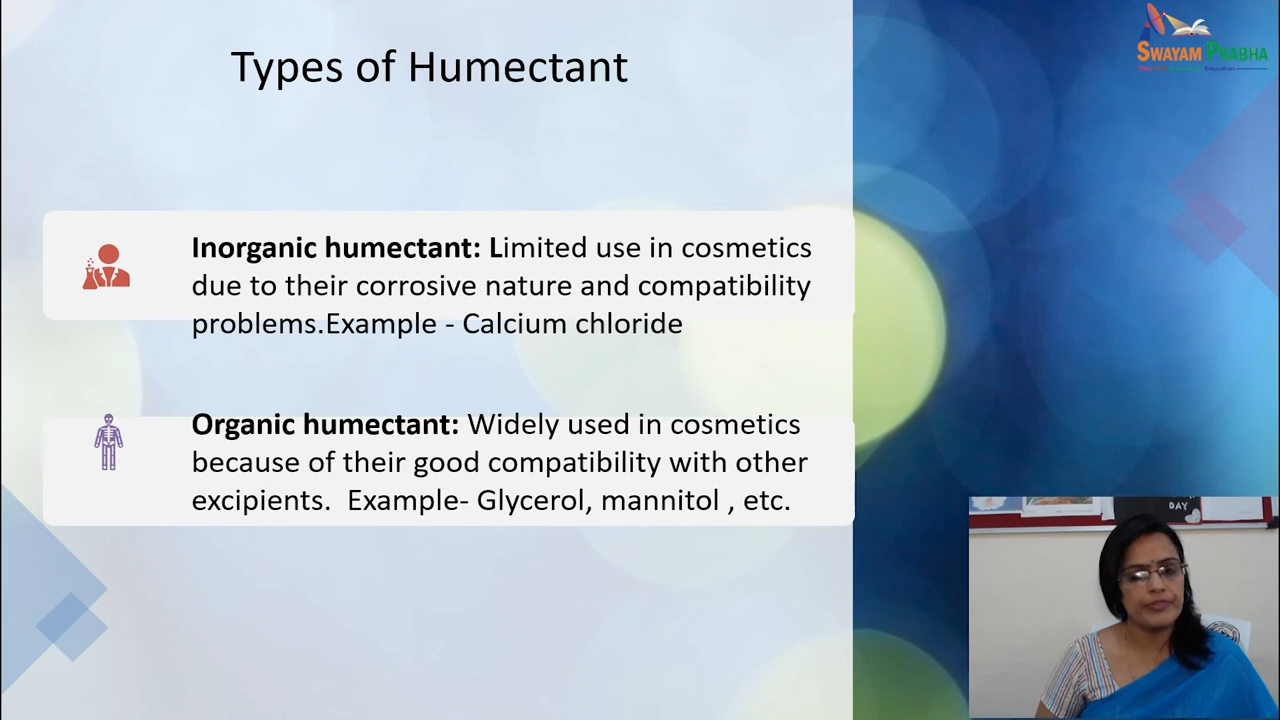 Types of Humectant
SWAYAM PRABHA
Inorganic humectant: Limited use in cosmetics
due to their corrosive nature and compatibility
problems.Example - Calcium chloride
Organic humectant: Widely used in cosmetics
because of their good compatibility with other
excipients. Example- Glycerol, mannitol , etc.
DAY